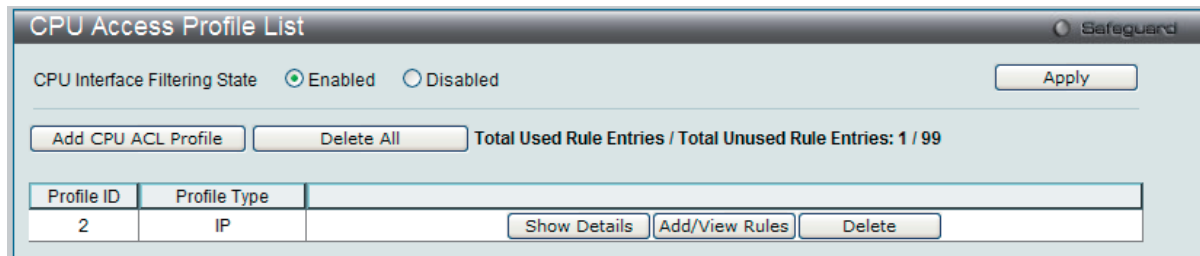 CPU Access Profile List Safeguard
CPU Interface Filtering State Enabled Disabled Apply
Add CPU ACL Profile Delete All Total Used Rule Entries / Total Unused Rule Entries: 1 / 99
Profile ID Profile Type
2 IP Show Details Add/View Rules Delete